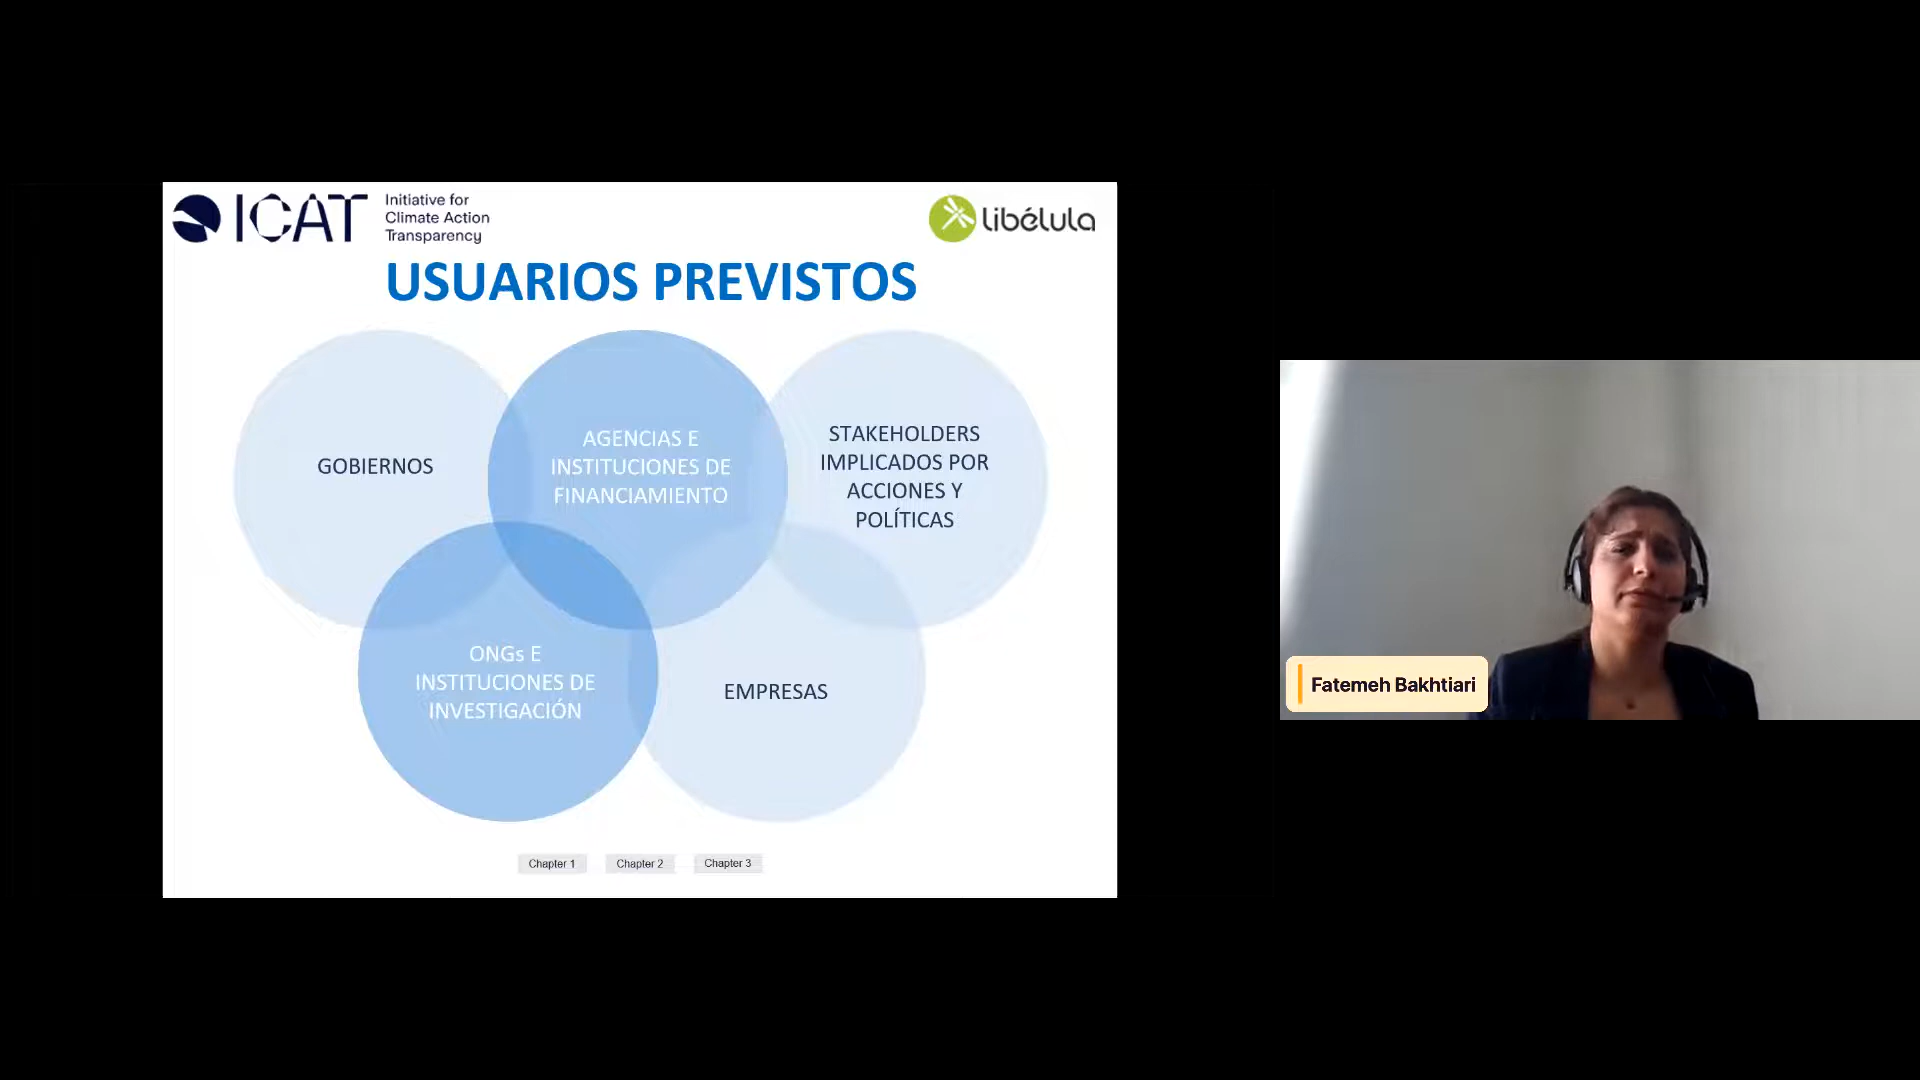 ICAT
Initiative for
Climate Action
Transparency
libélula
USUARIOS PREVISTOS
GOBIERNOS
AGENCIAS E
INSTITUCIONES DE
FINANCIAMIENTO
STAKEHOLDERS
IMPLICADOS POR
ACCIONES Y
POLÍTICAS
ONGs E
INSTITUCIONES DE
INVESTIGACIÓN
EMPRESAS
Chapter 1
Chapter 2
Chapter 3
Fatemeh Bakhtiari